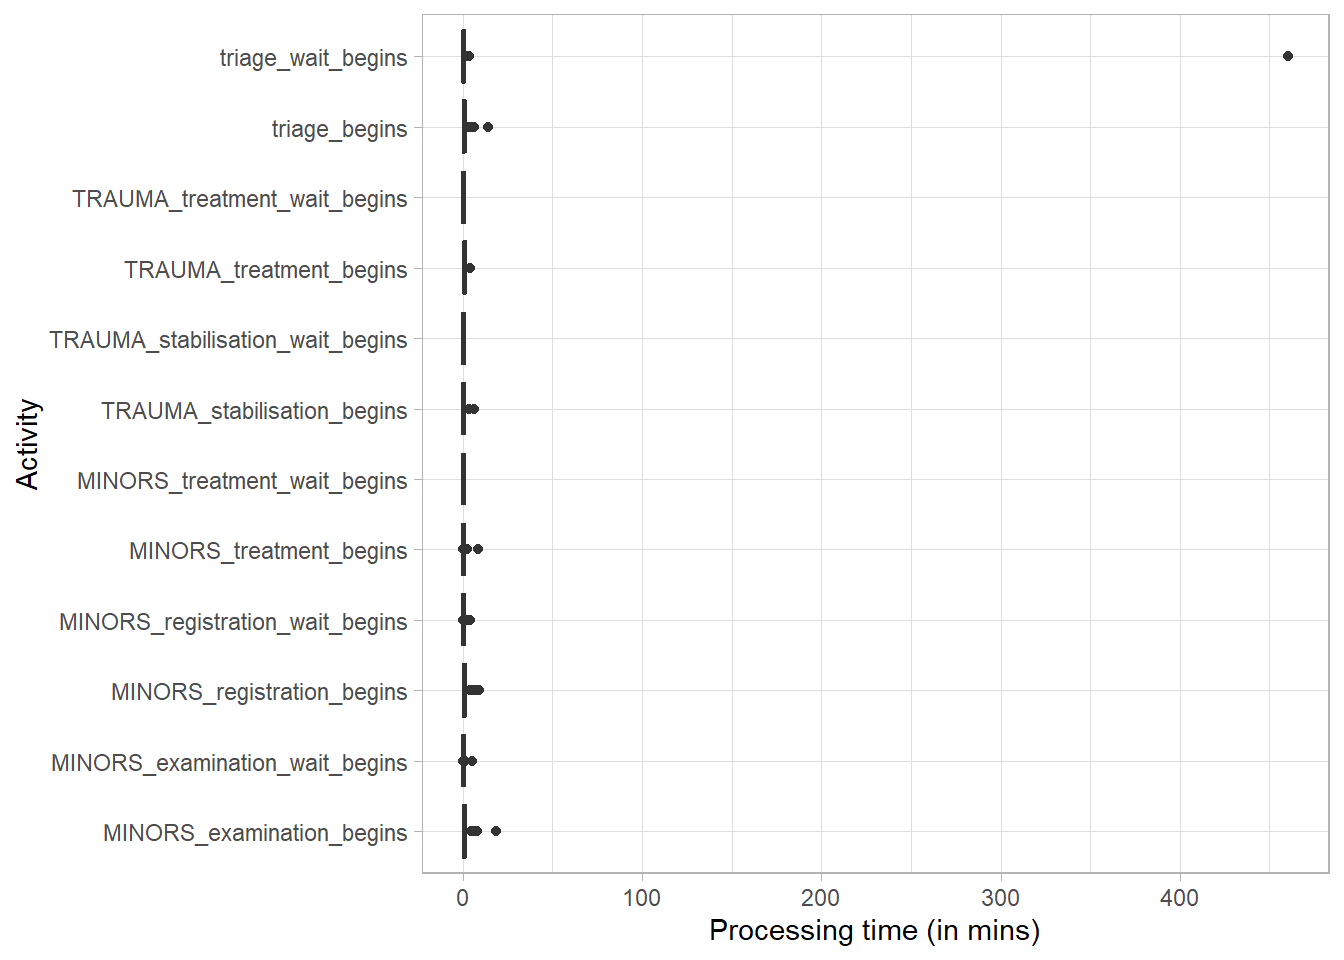 triage_wait_begins
triage_begins
TRAUMA_treatment_wait_begins
TRAUMA_treatment_begins
TRAUMA_stabilisation_wait_begins
TRAUMA_stabilisation_begins
MINORS_treatment_wait_begins
MINORS_treatment_begins
MINORS_registration_wait_begins
MINORS_registration_begins
MINORS_examination_wait_begins
MINORS_examination_begins
Activity
0 100 200 300 400
Processing time (in mins)